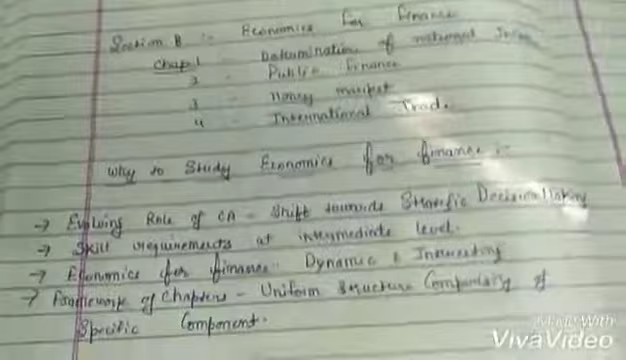 Section B :- Economics for Finance
Chap. 1 - Determination of national Income
2 - Public Finance
3 - Money market
4 - International Trad.
Why to Study Economics for finance :-
→ Evolving Role of CA - Shift towards Strategic Decision Making
→ Skill requirements at intermediate level.
→ Economics for finance - Dynamic & Interesting
→ Framework of Chapters - Uniform Structure Comprising of
Specific Component.
Made With
VivaVideo